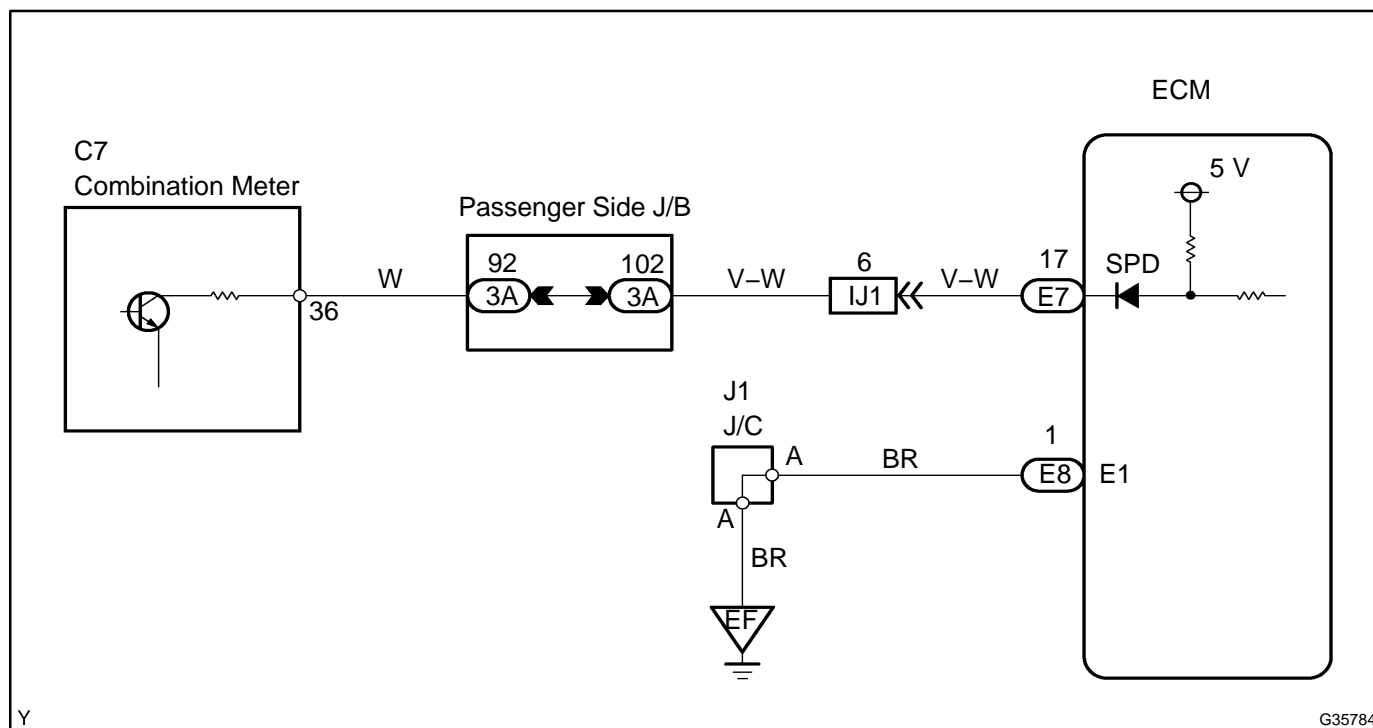 ECM
C7
Combination Meter
5 V
Passenger Side J/B
92
102
6
17
SPD
W
V–W
V–W
3A
3A
IJ1
E7
36
J1
J/C
1
A
BR
E8
E1
A
BR
EF
Y
G35784